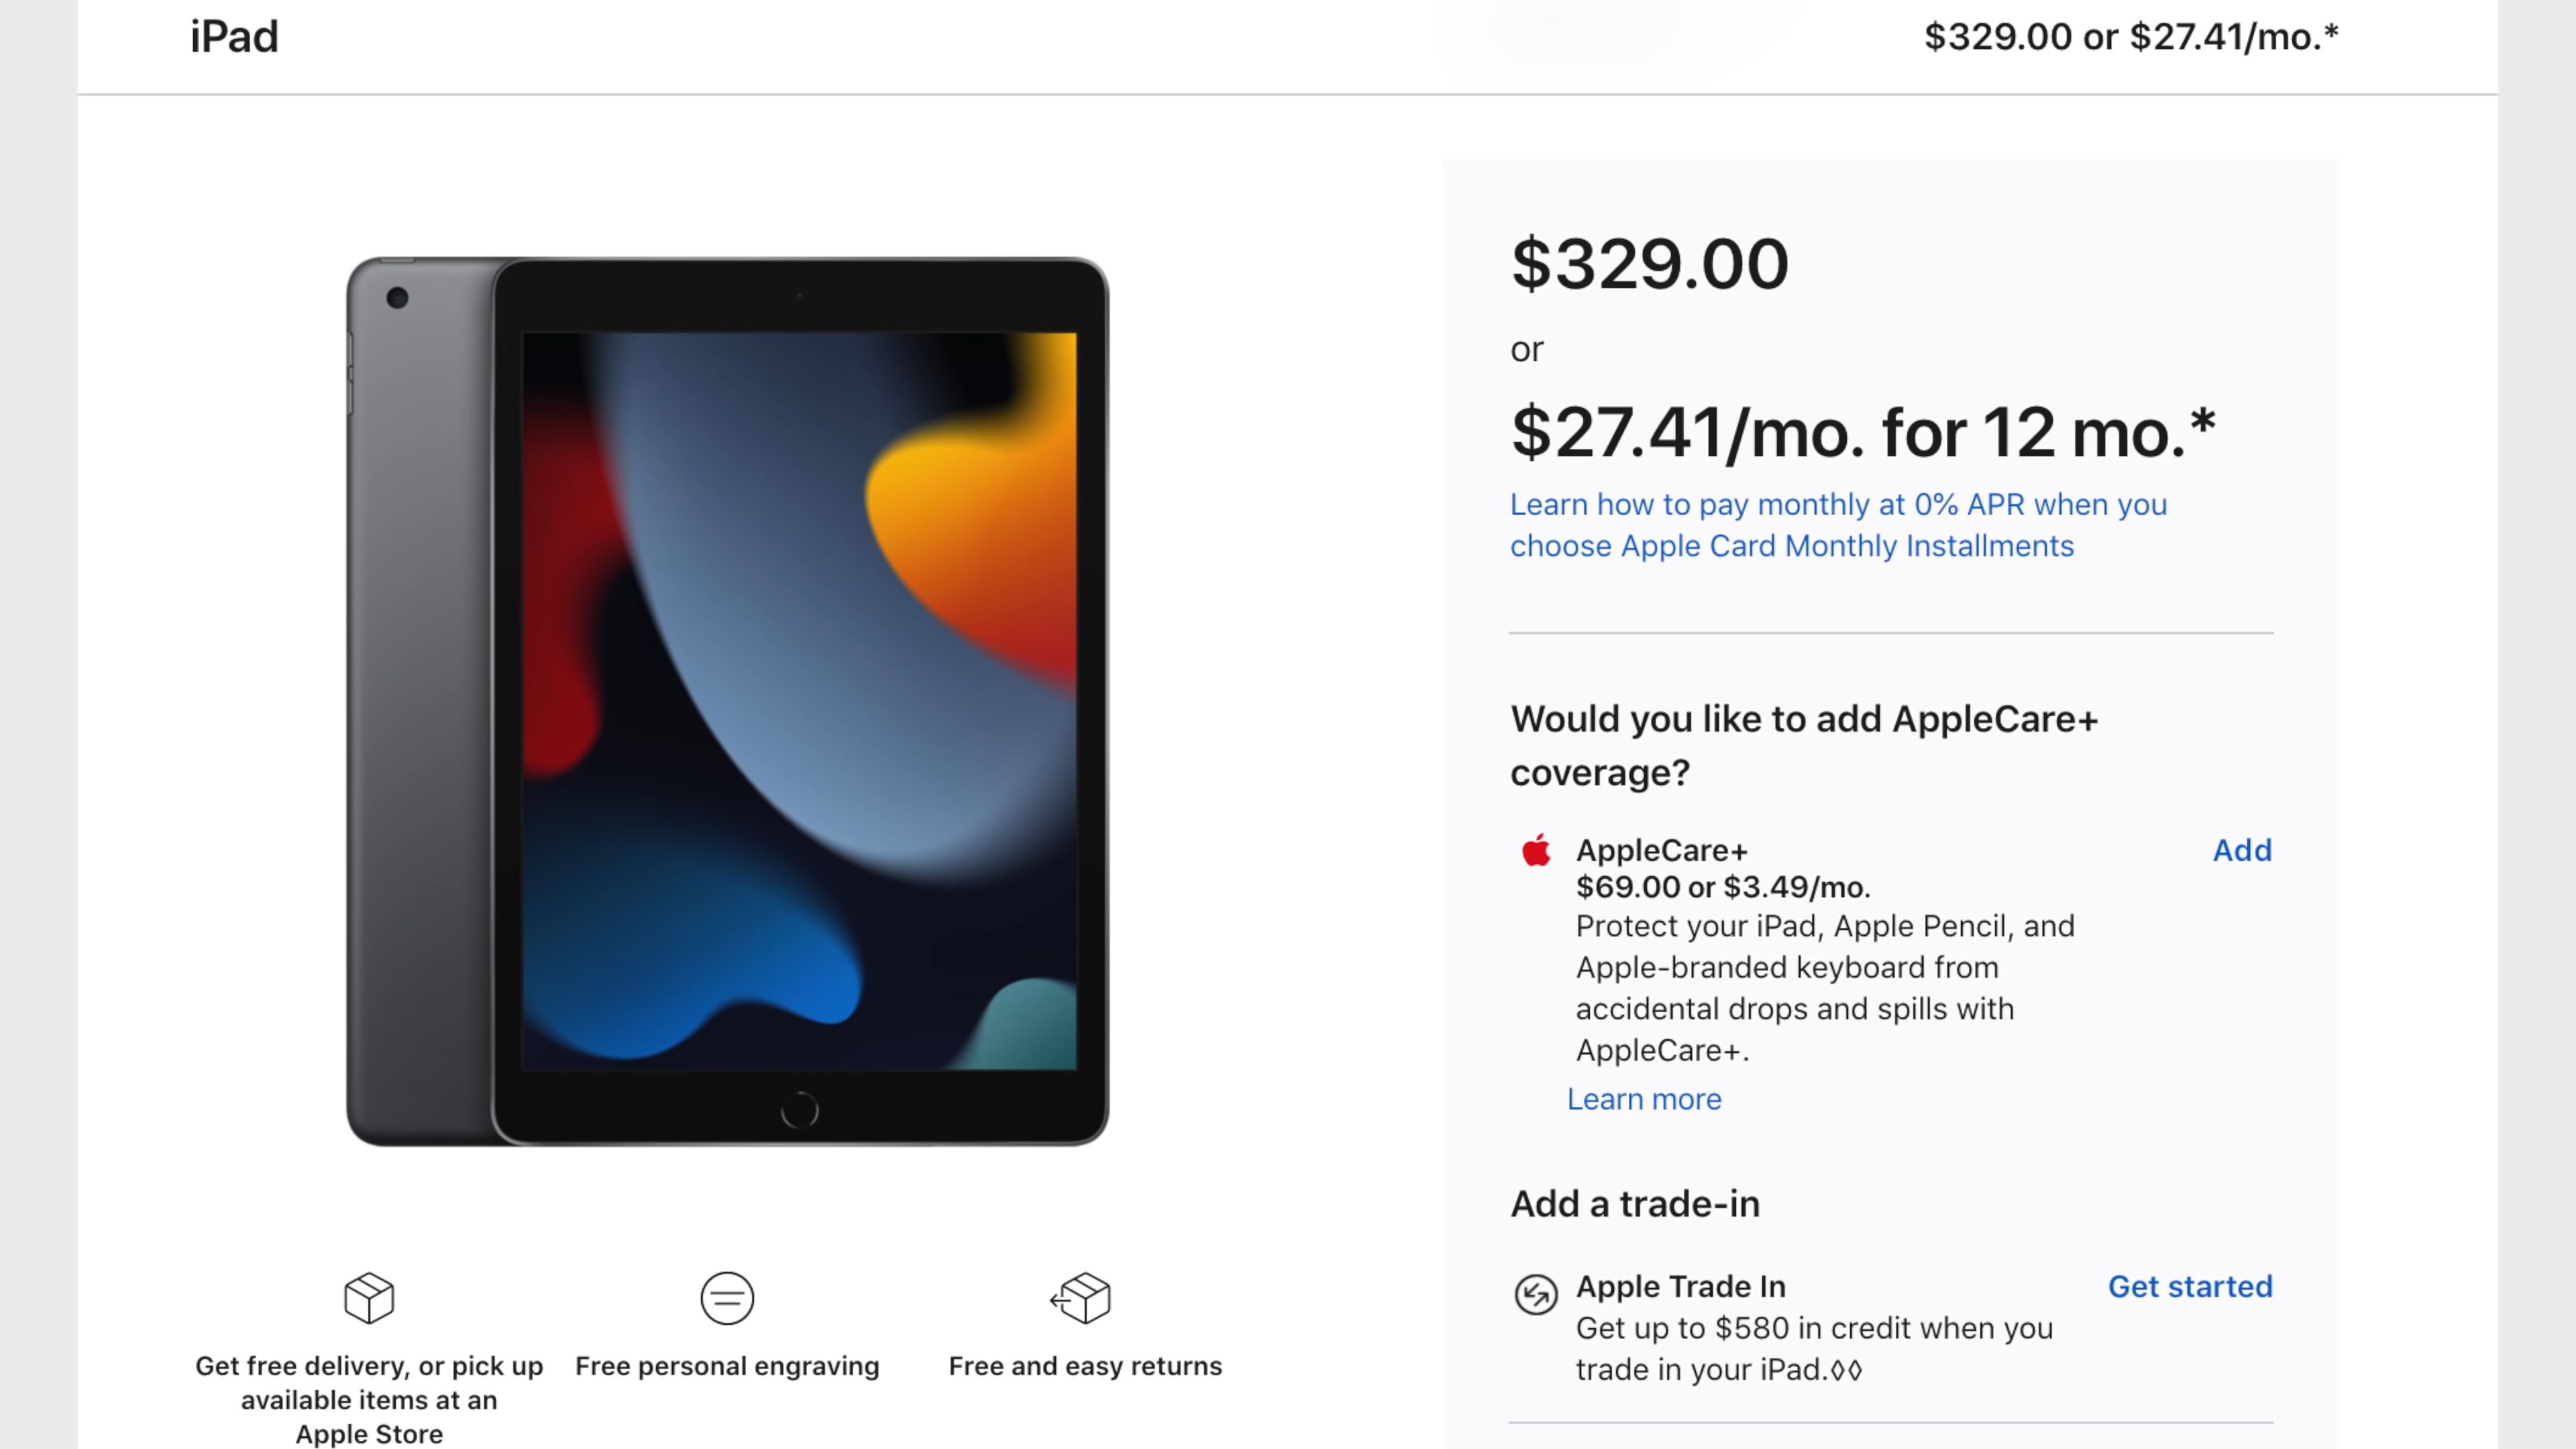 iPad
$329.00 or $27.41/mo.*
$329.00
or
$27.41/mo. for 12 mo.*
Learn how to pay monthly at 0% APR when you
choose Apple Card Monthly Installments
Would you like to add AppleCare+
coverage?
AppleCare+
Add
$69.00 or $3.49/mo.
Protect your iPad, Apple Pencil, and
Apple-branded keyboard from
accidental drops and spills with
AppleCare+.
Learn more
Add a trade-in
Apple Trade In
Get started
Get up to $580 in credit when you
trade in your iPad.◊◊
Get free delivery, or pick up
available items at an
Apple Store
Free personal engraving
Free and easy returns